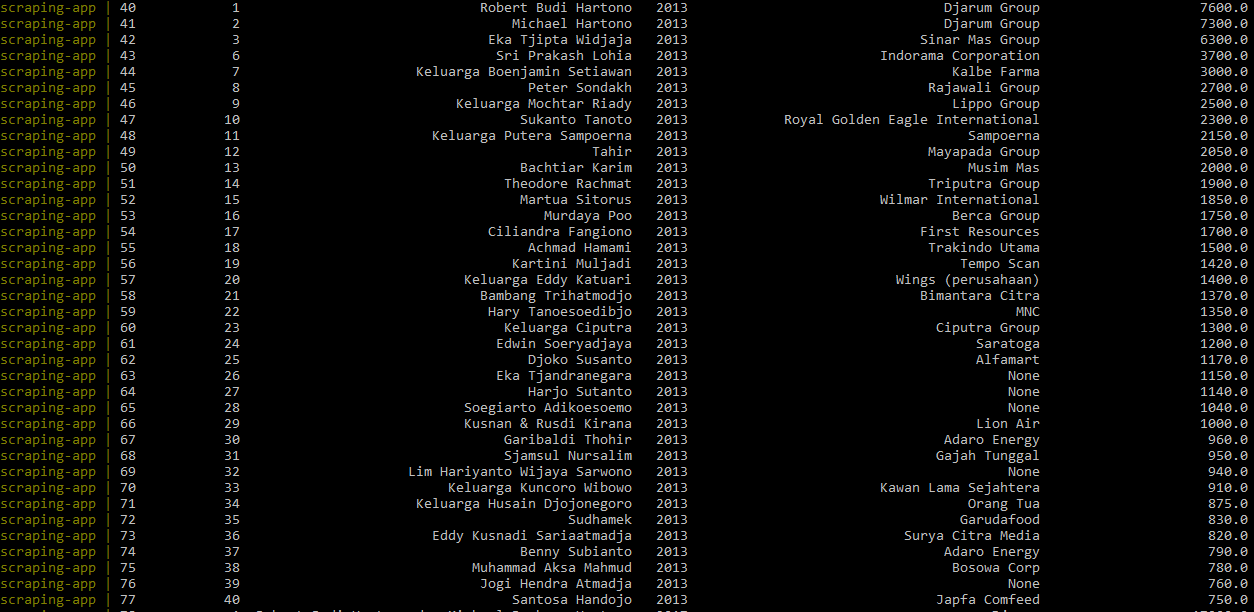 scraping-app | 40 1 Robert Budi Hartono 2013 Djarum Group 7600.0
scraping-app | 41 2 Michael Hartono 2013 Djarum Group 7300.0
scraping-app | 42 3 Eka Tjipta Widjaja 2013 Sinar Mas Group 6300.0
scraping-app | 43 6 Sri Prakash Lohia 2013 Indorama Corporation 3700.0
scraping-app | 44 7 Keluarga Boenjamin Setiawan 2013 Kalbe Farma 3000.0
scraping-app | 45 8 Peter Sondakh 2013 Rajawali Group 2700.0
scraping-app | 46 9 Keluarga Mochtar Riady 2013 Lippo Group 2500.0
scraping-app | 47 10 Sukanto Tanoto 2013 Royal Golden Eagle International 2300.0
scraping-app | 48 11 Keluarga Putera Sampoerna 2013 Sampoerna 2150.0
scraping-app | 49 12 Tahir 2013 Mayapada Group 2050.0
scraping-app | 50 13 Bachtiar Karim 2013 Musim Mas 2000.0
scraping-app | 51 14 Theodore Rachmat 2013 Triputra Group 1900.0
scraping-app | 52 15 Martua Sitorus 2013 Wilmar International 1850.0
scraping-app | 53 16 Murdaya Poo 2013 Berca Group 1750.0
scraping-app | 54 17 Ciliandra Fangiono 2013 First Resources 1700.0
scraping-app | 55 18 Achmad Hamami 2013 Trakindo Utama 1500.0
scraping-app | 56 19 Kartini Muljadi 2013 Tempo Scan 1420.0
scraping-app | 57 20 Keluarga Eddy Katuari 2013 Wings (perusahaan) 1400.0
scraping-app | 58 21 Bambang Trihatmodjo 2013 Bimantara Citra 1370.0
scraping-app | 59 22 Hary Tanoesoedibjo 2013 MNC 1350.0
scraping-app | 60 23 Keluarga Ciputra 2013 Ciputra Group 1300.0
scraping-app | 61 24 Edwin Soeryadjaya 2013 Saratoga 1200.0
scraping-app | 62 25 Djoko Susanto 2013 Alfamart 1170.0
scraping-app | 63 26 Eka Tjandranegara 2013 None 1150.0
scraping-app | 64 27 Harjo Sutanto 2013 None 1140.0
scraping-app | 65 28 Soegiarto Adikoesoemo 2013 None 1040.0
scraping-app | 66 29 Kusnan & Rusdi Kirana 2013 Lion Air 1000.0
scraping-app | 67 30 Garibaldi Thohir 2013 Adaro Energy 960.0
scraping-app | 68 31 Sjamsul Nursalim 2013 Gajah Tunggal 950.0
scraping-app | 69 32 Lim Hariyanto Wijaya Sarwono 2013 None 940.0
scraping-app | 70 33 Keluarga Kuncoro Wibowo 2013 Kawan Lama Sejahtera 910.0
scraping-app | 71 34 Keluarga Husain Djojonegoro 2013 Orang Tua 875.0
scraping-app | 72 35 Sudhamek 2013 Garudafood 830.0
scraping-app | 73 36 Eddy Kusnadi Sariaatmadja 2013 Surya Citra Media 820.0
scraping-app | 74 37 Benny Subianto 2013 Adaro Energy 790.0
scraping-app | 75 38 Muhammad Aksa Mahmud 2013 Bosowa Corp 780.0
scraping-app | 76 39 Jogi Hendra Atmadja 2013 None 760.0
scraping-app | 77 40 Santosa Handojo 2013 Japfa Comfeed 750.0